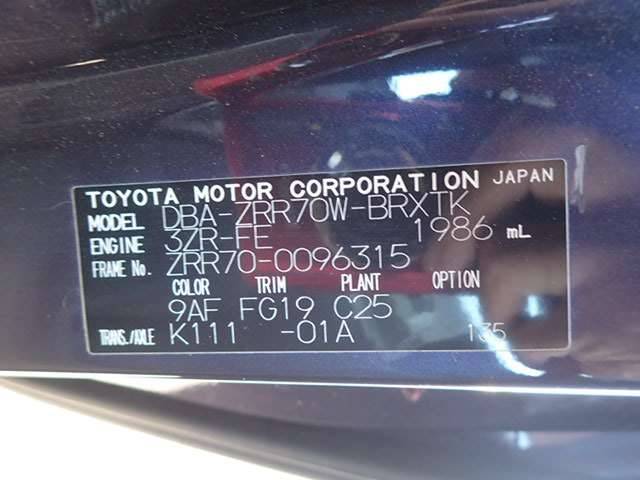 TOYOTA MOTOR CORPORATION JAPAN
MODEL DBA-ZRR70W-BRXTK
ENGINE 3ZR-FE 1986 mL
FRAME No. ZRR70-0096315
COLOR TRIM PLANT OPTION
9AF FG19 C25
TRANS./AXLE K111 -01A 135